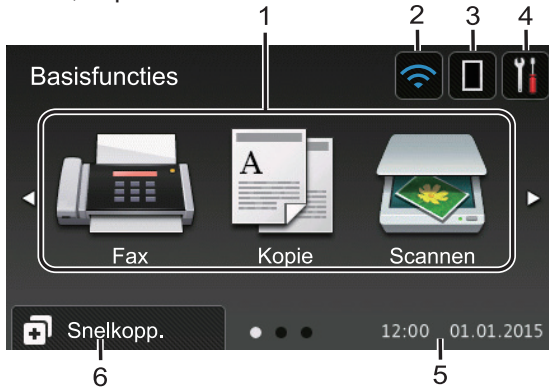 1 2 3 4
Basisfuncties
A
Fax Kopie Scannen
Snelkopp. 12:00 01.01.2015
6 5